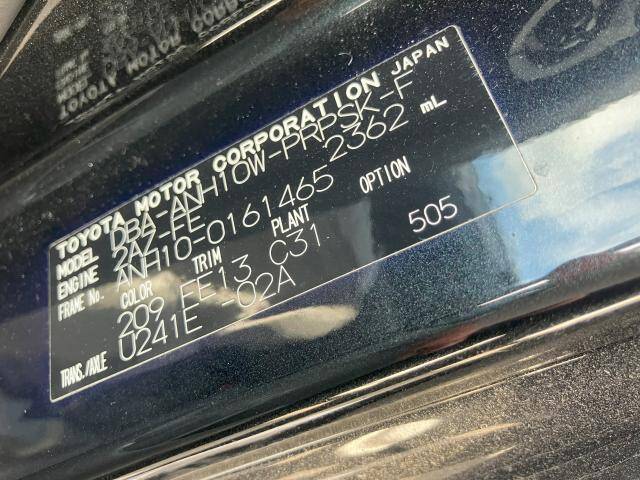 TOYOTA MOTOR CORPORATION JAPAN
MODEL DBA-ANH10W-PRPSK-F
ENGINE 2AZ-FE 2362 mL
FRAME No. ANH10-0161465
COLOR TRIM PLANT OPTION
209 FE13 C31 505
TRANS./AXLE U241E -02A